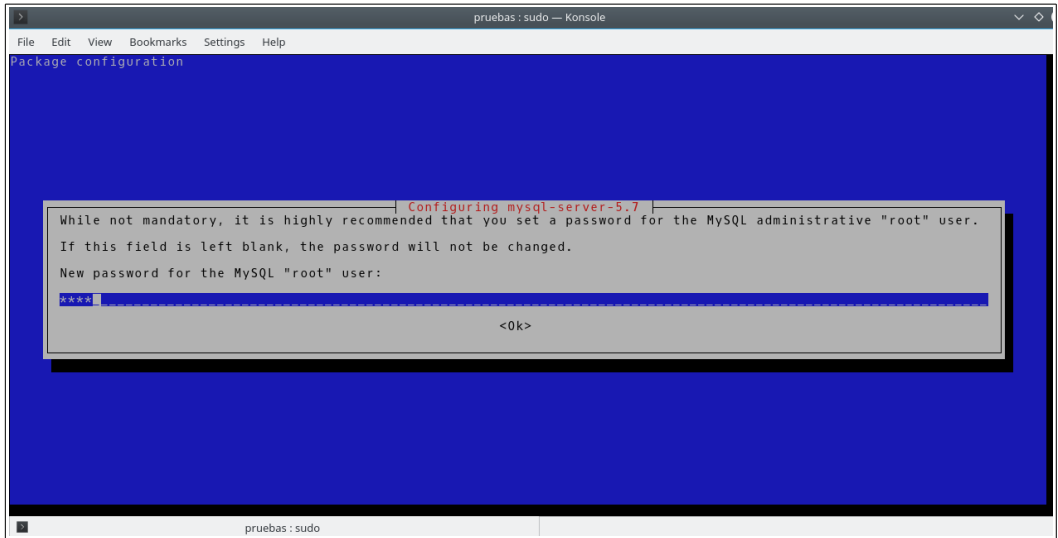 pruebas : sudo — Konsole
File Edit View Bookmarks Settings Help
Package configuration
Configuring mysql-server-5.7
While not mandatory, it is highly recommended that you set a password for the MySQL administrative "root" user.
If this field is left blank, the password will not be changed.
New password for the MySQL "root" user:
****
<Ok>
pruebas : sudo